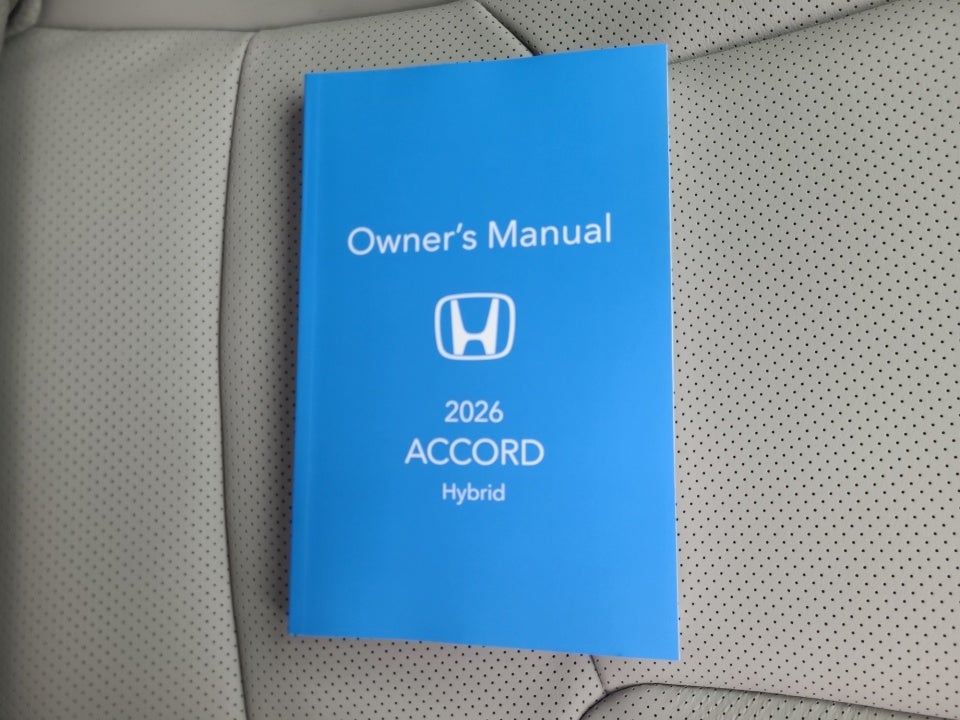 Owner's Manual
2026
ACCORD
Hybrid